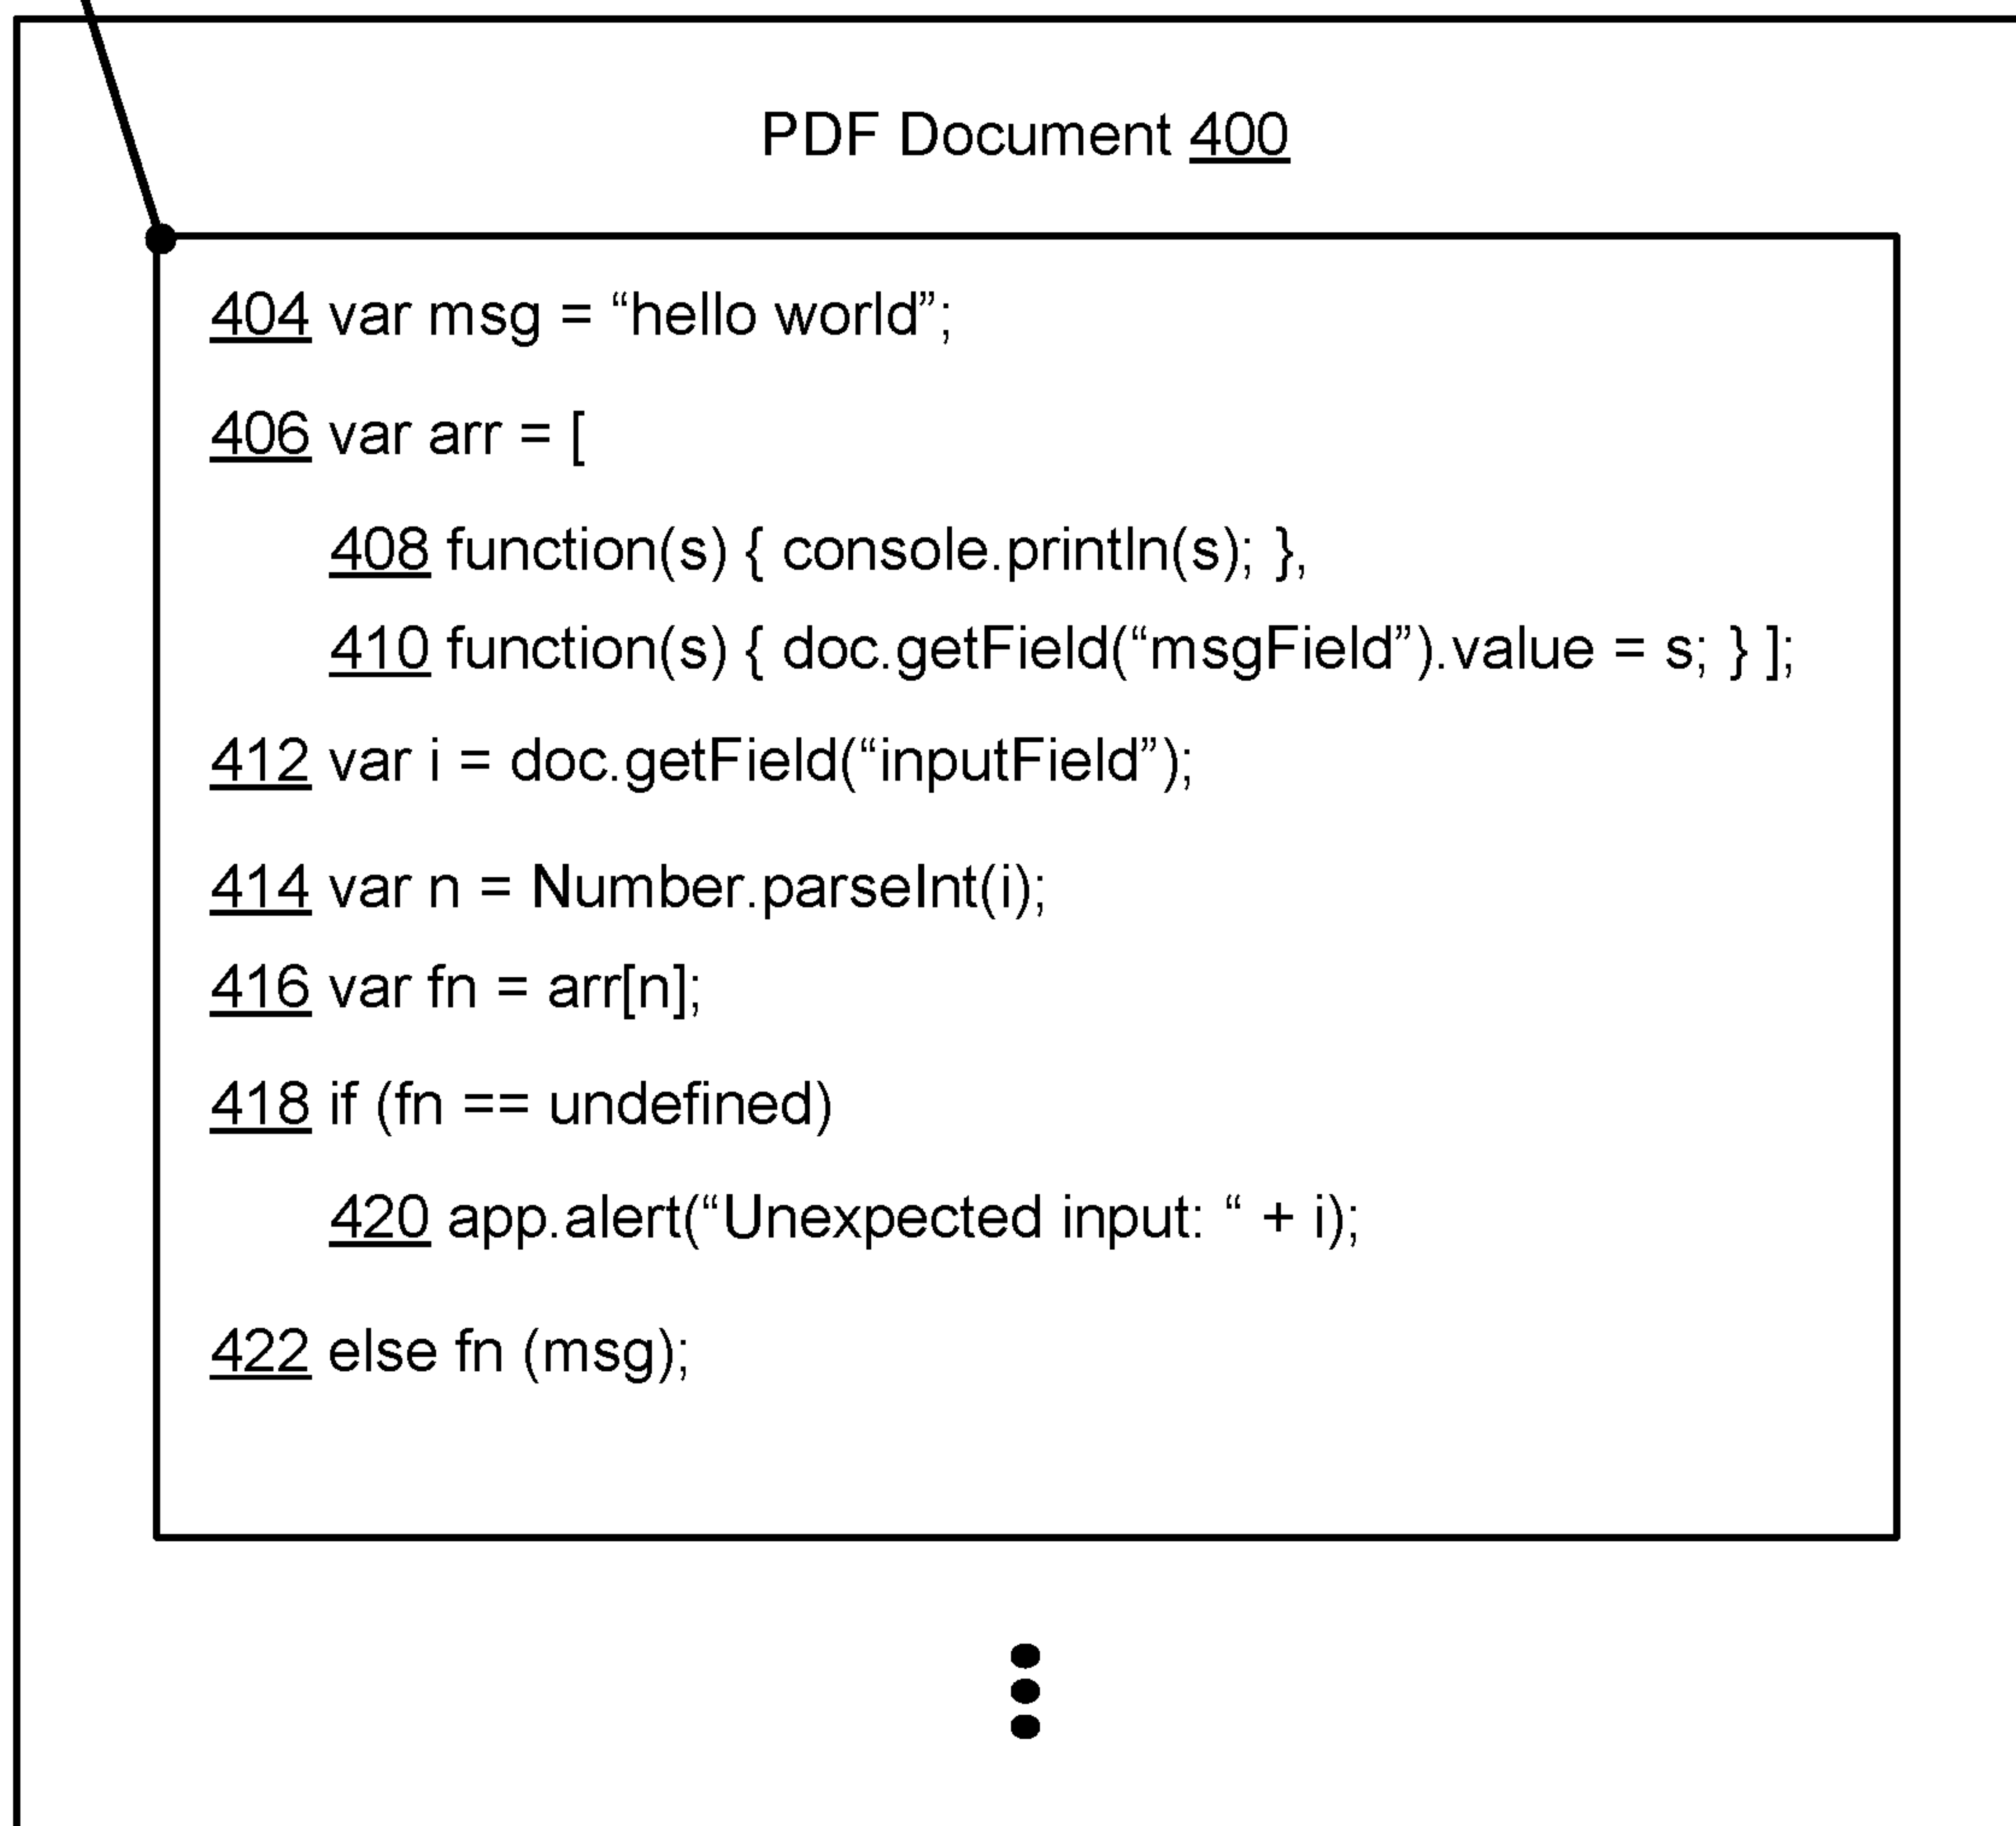 PDF Document 400
404 var msg = “hello world”;
406 var arr = [
408 function(s) { console.println(s); },
410 function(s) { doc.getField(“msgField”).value = s; } ];
412 var i = doc.getField(“inputField”);
414 var n = Number.parseInt(i);
416 var fn = arr[n];
418 if (fn == undefined)
420 app.alert(“Unexpected input: “ + i);
422 else fn (msg);